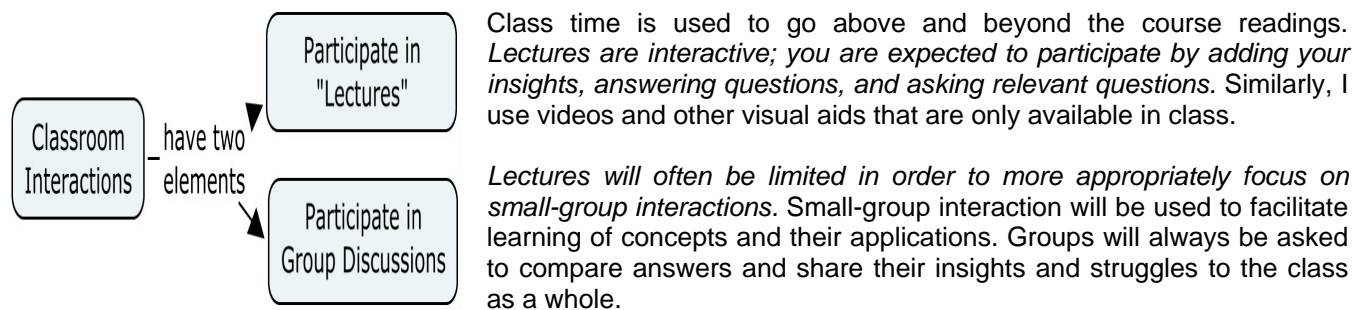 Participate in
"Lectures"
Classroom
Interactions
have two
elements
Participate in
Group Discussions
Class time is used to go above and beyond the course readings.
Lectures are interactive; you are expected to participate by adding your
insights, answering questions, and asking relevant questions. Similarly, I
use videos and other visual aids that are only available in class.
Lectures will often be limited in order to more appropriately focus on
small-group interactions. Small-group interaction will be used to facilitate
learning of concepts and their applications. Groups will always be asked
to compare answers and share their insights and struggles to the class
as a whole.